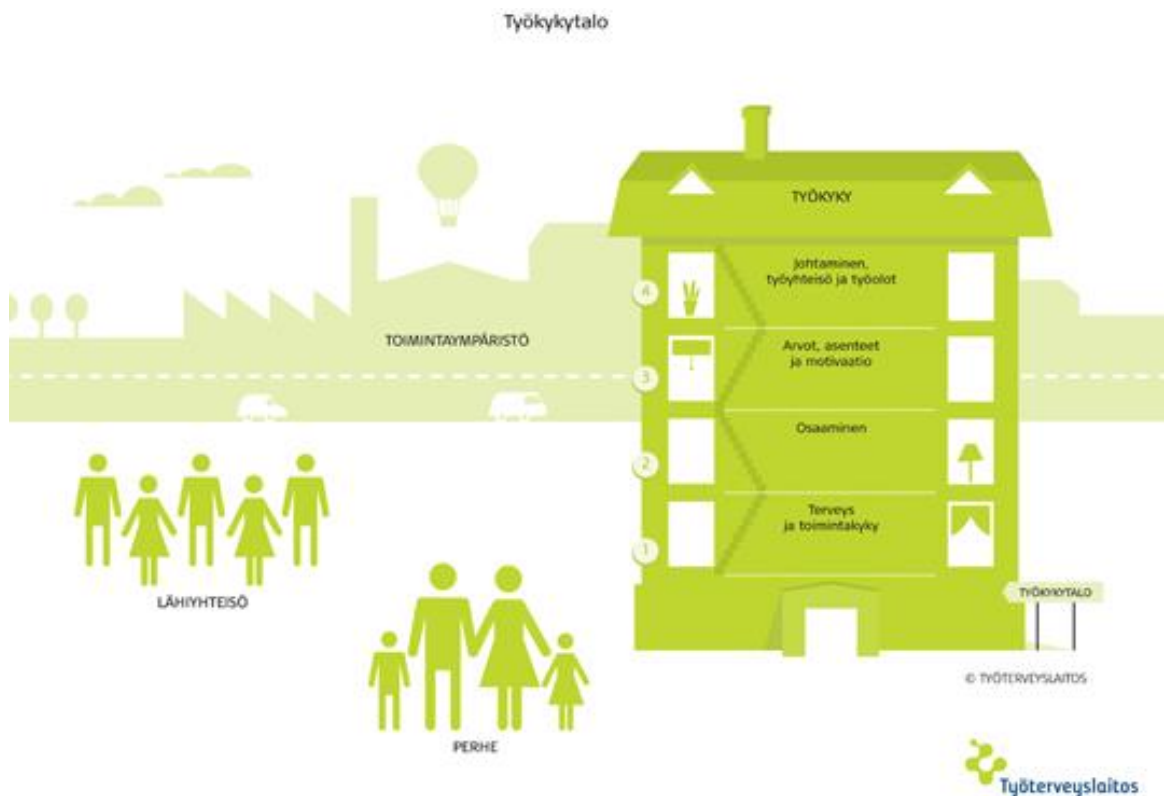 Työkykytalo
TYÖKYKY
4
Johtaminen,
työyhteisö ja työolot
3
Arvot, asenteet
ja motivaatio
2
Osaaminen
1
Terveys
ja toimintakyky
TOIMINTAYMPÄRISTÖ
LÄHIYHTEISÖ
PERHE
TYÖKYKYTALO
© TYÖTERVEYSLAITOS
Työterveyslaitos